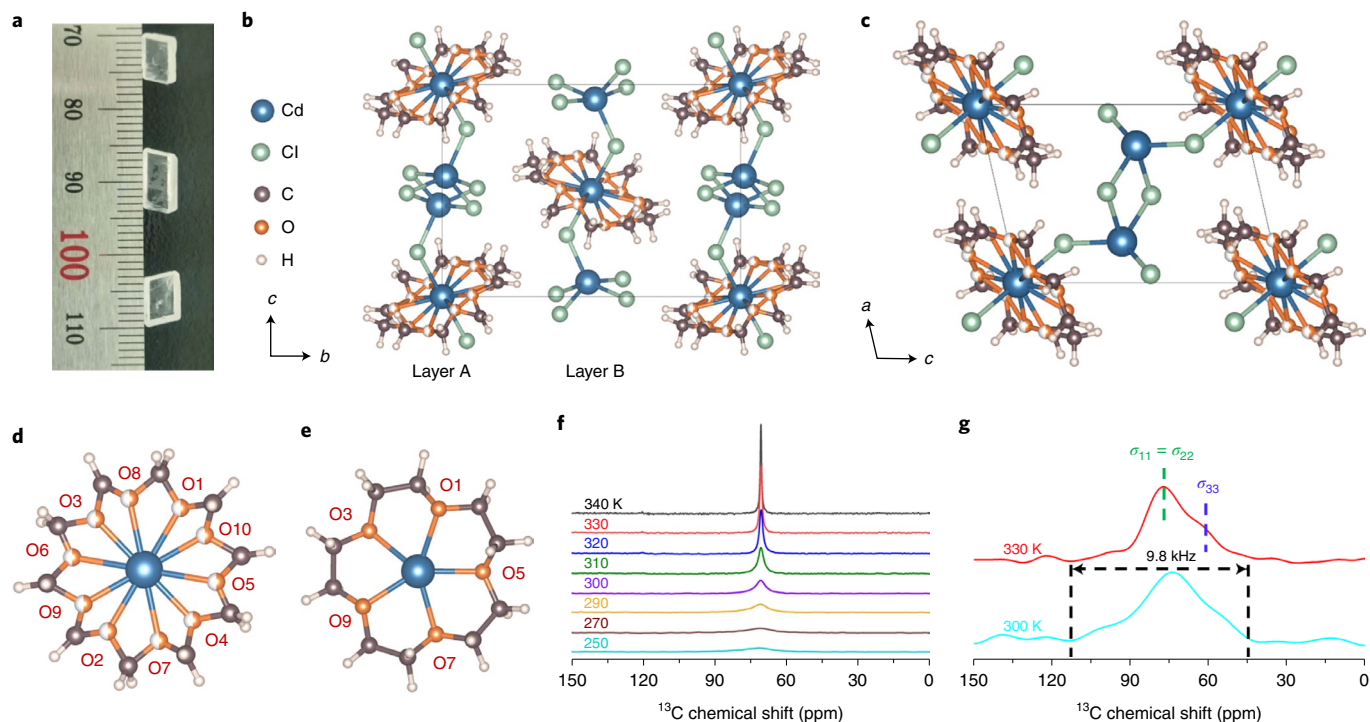 a
70
80
90
100
110
Cd
Cl
C
O
H
b
c
b
Layer A
Layer B
c
a
c
d
O8
O1
O3
O10
O6
O5
O9
O4
O2
O7
e
O1
O3
O5
O9
O7
f
340 K
330
320
310
300
290
270
250
150
90
60
30
0
¹³C chemical shift (ppm)
g
σ₁₁ = σ₂₂
σ₃₃
9.8 kHz
330 K
300 K
150
120
90
60
30
0
¹³C chemical shift (ppm)